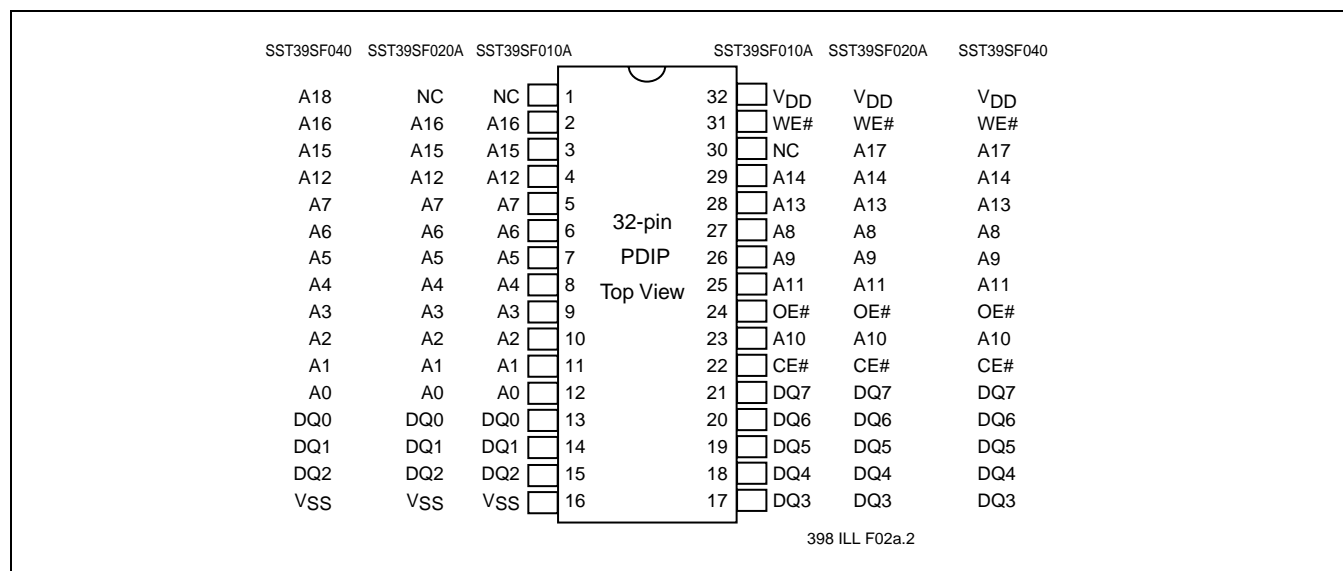 SST39SF040 SST39SF020A SST39SF010A SST39SF010A SST39SF020A SST39SF040
A18 NC NC 1 32 VDD VDD VDD
A16 A16 A16 2 31 WE# WE# WE#
A15 A15 A15 3 30 NC A17 A17
A12 A12 A12 4 29 A14 A14 A14
A7 A7 A7 5 28 A13 A13 A13
A6 A6 A6 6 32-pin 27 A8 A8 A8
A5 A5 A5 7 PDIP 26 A9 A9 A9
A4 A4 A4 8 Top View 25 A11 A11 A11
A3 A3 A3 9 24 OE# OE# OE#
A2 A2 A2 10 23 A10 A10 A10
A1 A1 A1 11 22 CE# CE# CE#
A0 A0 A0 12 21 DQ7 DQ7 DQ7
DQ0 DQ0 DQ0 13 20 DQ6 DQ6 DQ6
DQ1 DQ1 DQ1 14 19 DQ5 DQ5 DQ5
DQ2 DQ2 DQ2 15 18 DQ4 DQ4 DQ4
VSS VSS VSS 16 17 DQ3 DQ3 DQ3
398 ILL F02a.2